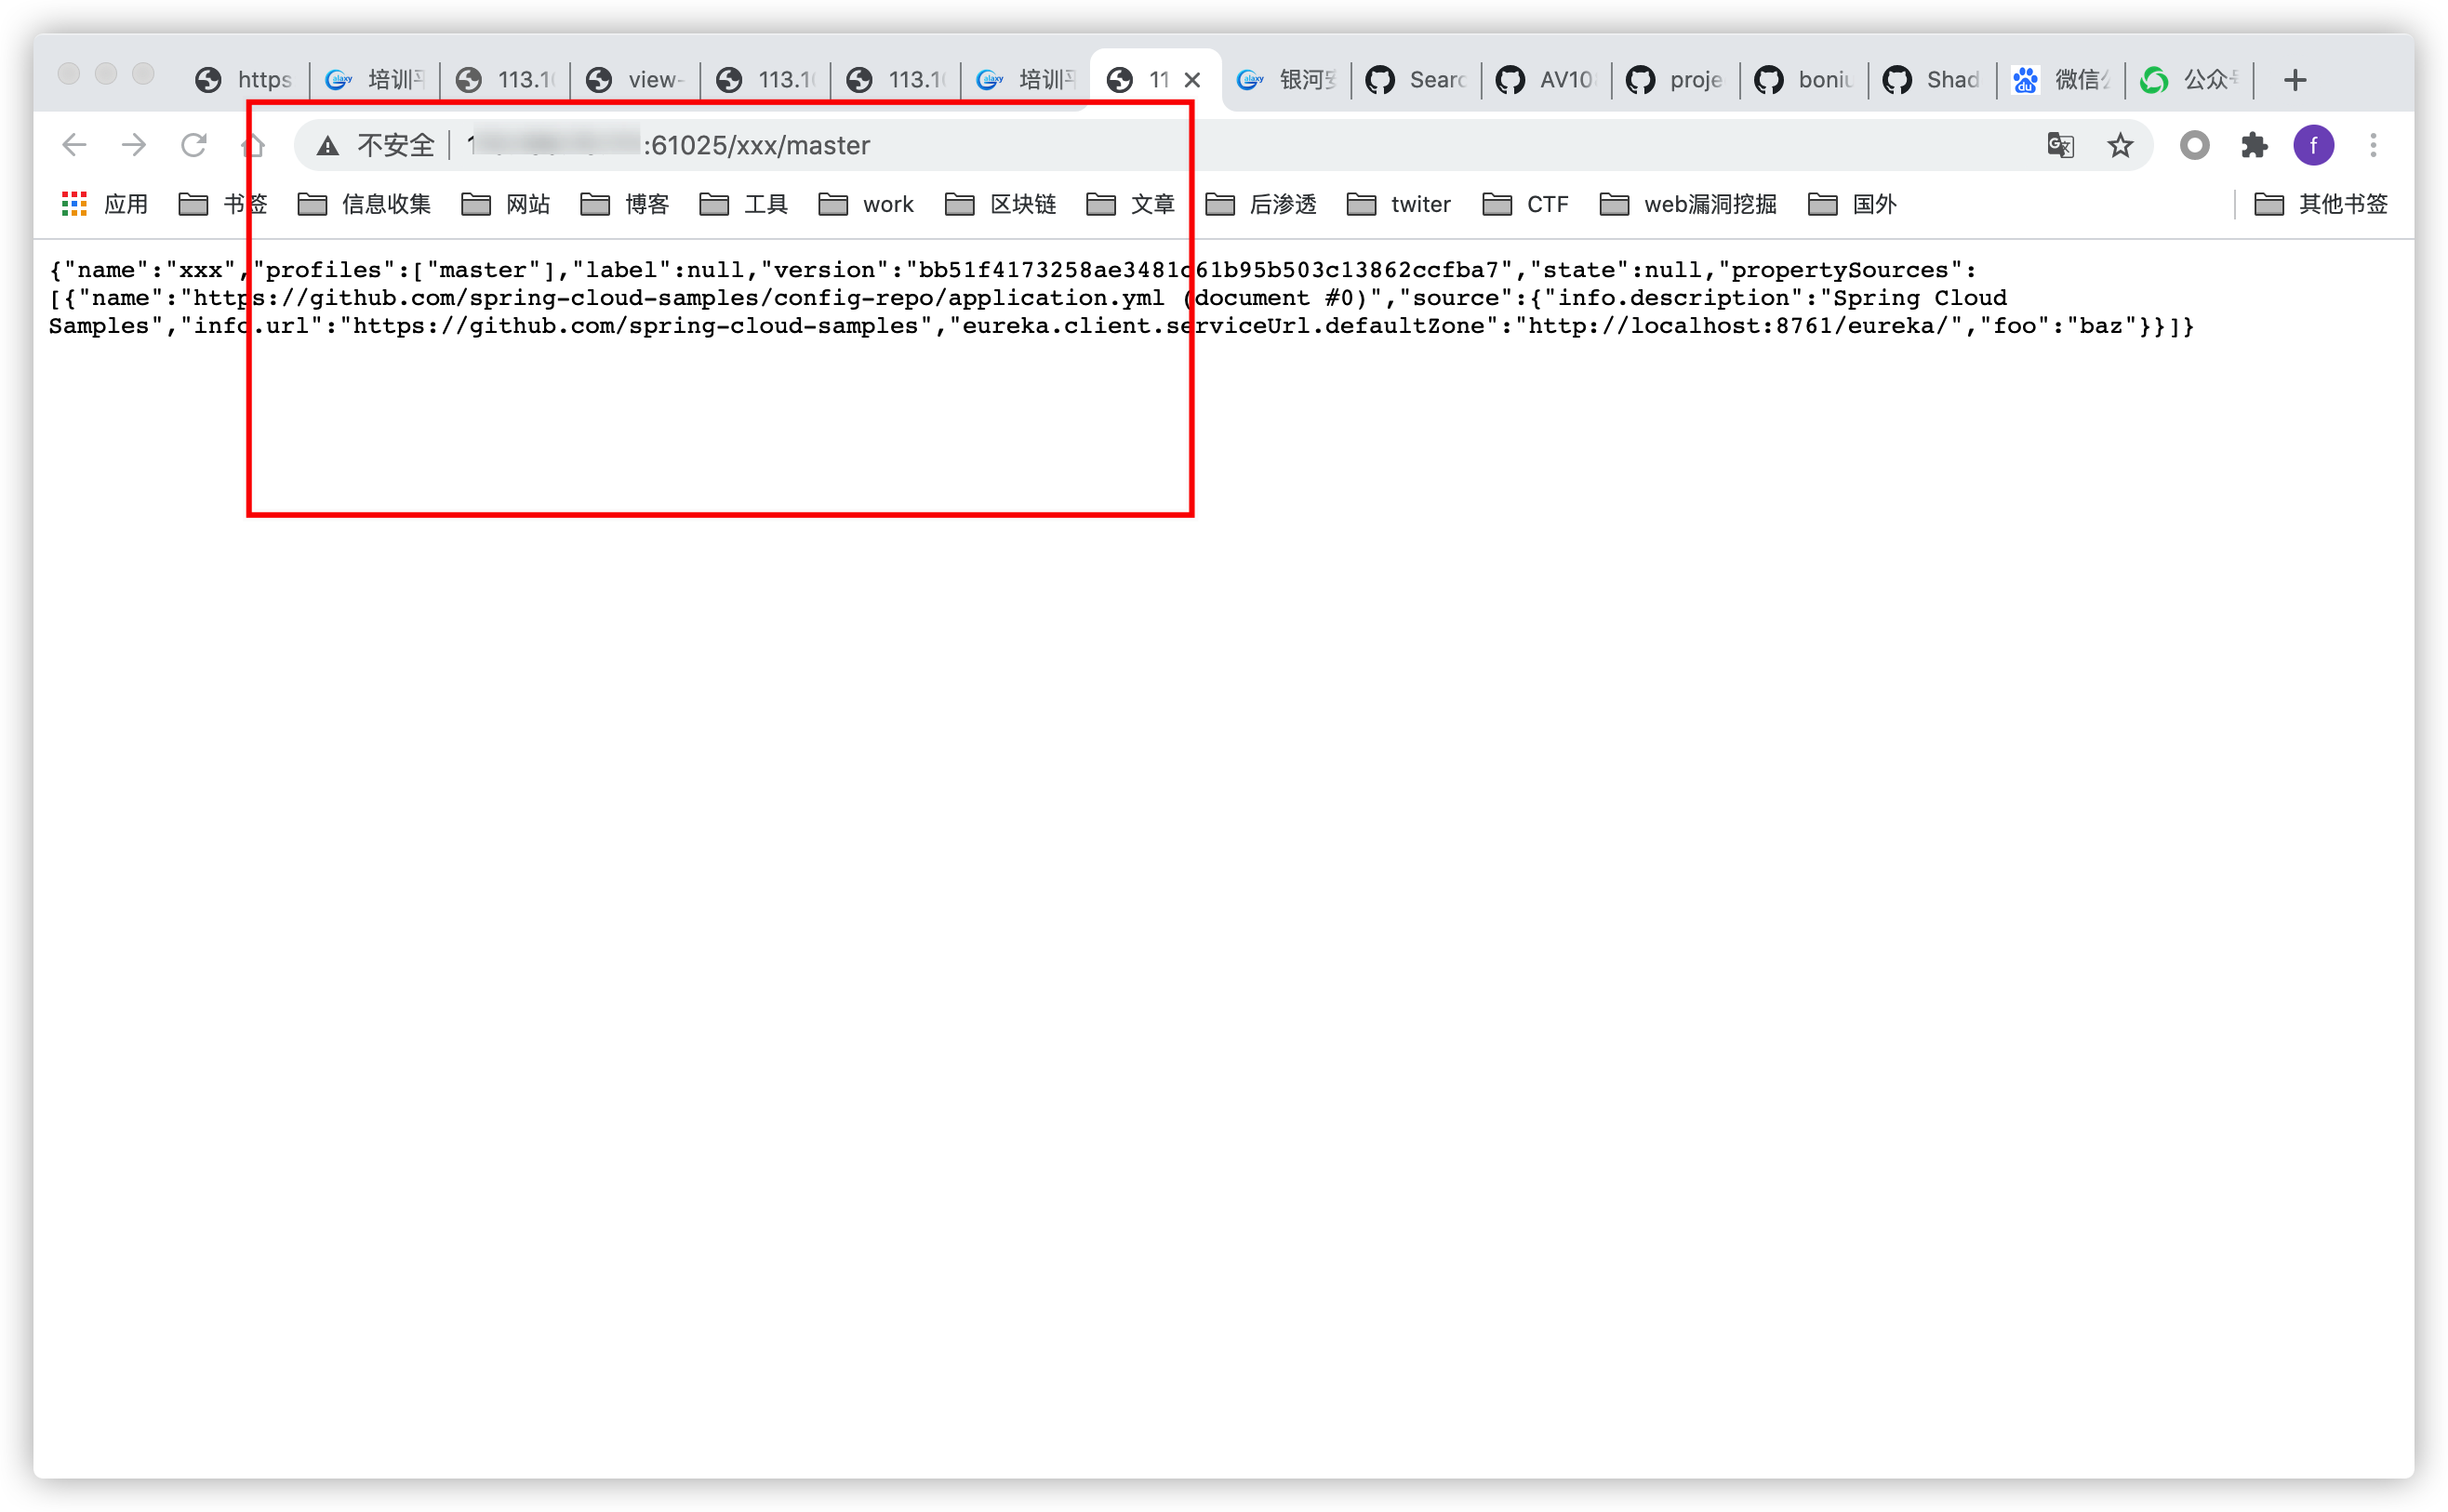 https 培训 113.1 view- 113.1 113.1 培训 11 银河 Sear AV10 proje boni Shad 微信 公众
不安全 :61025/xxx/master
应用 书签 信息收集 网站 博客 工具 work 区块链 文章 后渗透 twiter CTF web漏洞挖掘 国外 其他书签
{"name":"xxx","profiles":["master"],"label":null,"version":"bb51f4173258ae3481d61b95b503c13862ccfba7","state":null,"propertySources":
[{"name":"https://github.com/spring-cloud-samples/config-repo/application.yml (document #0)","source":{"info.description":"Spring Cloud
Samples","info.url":"https://github.com/spring-cloud-samples","eureka.client.serviceUrl.defaultZone":"http://localhost:8761/eureka/","foo":"baz"}}]}